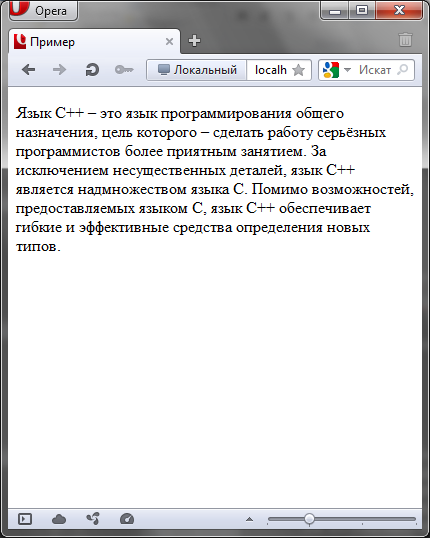 Opera
Пример
Локальный localh Искат
Язык C++ – это язык программирования общего
назначения, цель которого – сделать работу серьёзных
программистов более приятным занятием. За
исключением несущественных деталей, язык C++
является надмножеством языка C. Помимо возможностей,
предоставляемых языком C, язык C++ обеспечивает
гибкие и эффективные средства определения новых
типов.